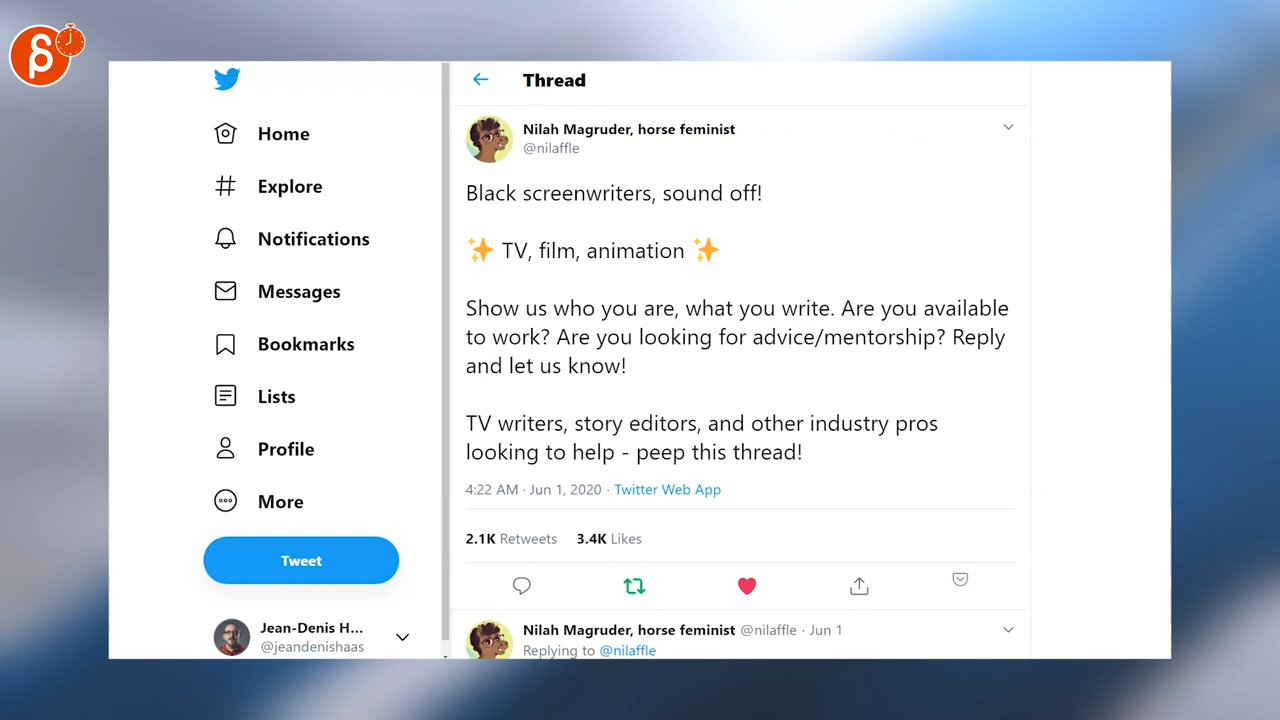 Thread
Home
Explore
Notifications
Messages
Bookmarks
Lists
Profile
More
Tweet
Jean-Denis H...
@jeandenishaas
Nilah Magruder, horse feminist
@nilaffle
Black screenwriters, sound off!
✨ TV, film, animation ✨
Show us who you are, what you write. Are you available
to work? Are you looking for advice/mentorship? Reply
and let us know!
TV writers, story editors, and other industry pros
looking to help - peep this thread!
4:22 AM · Jun 1, 2020 · Twitter Web App
2.1K Retweets 3.4K Likes
Nilah Magruder, horse feminist @nilaffle · Jun 1
Replying to @nilaffle